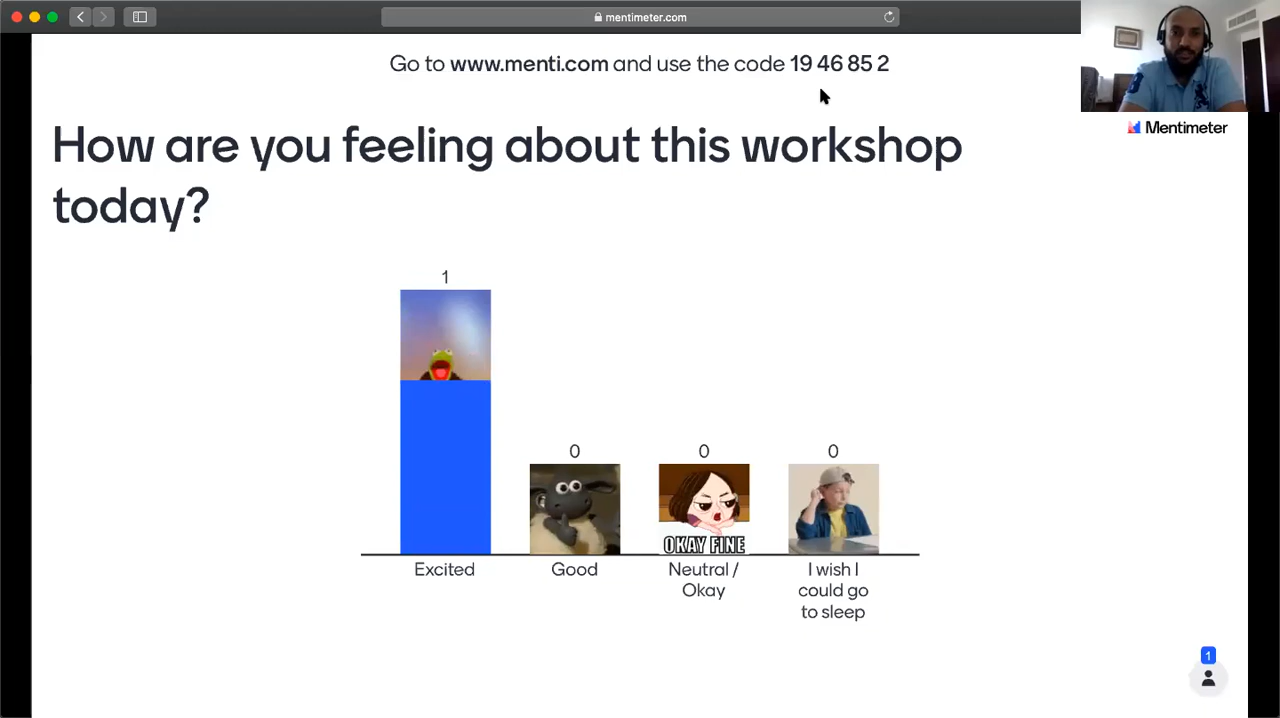 mentimeter.com
Go to www.menti.com and use the code 19 46 85 2
Mentimeter
How are you feeling about this workshop
today?
1
0
0
0
OKAY FINE
Excited
Good
Neutral /
Okay
I wish I
could go
to sleep
1